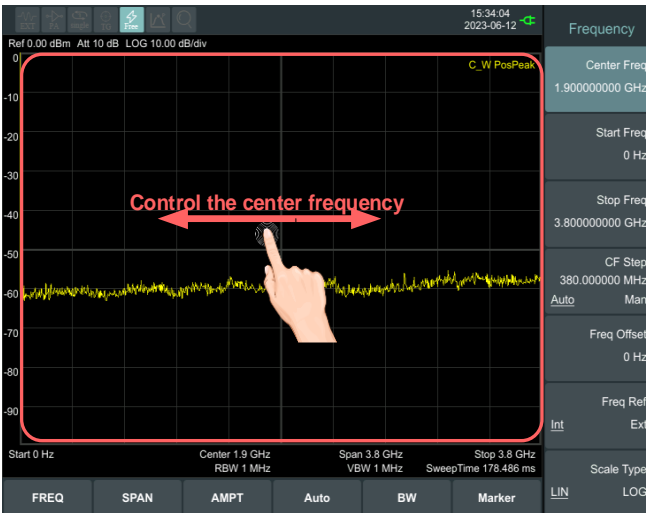 EXT PA single TG Free
15:34:04
2023-06-12
Ref 0.00 dBm Att 10 dB LOG 10.00 dB/div
C_W PosPeak
0
-10
-20
-30
-40
-50
-60
-70
-80
-90
Control the center frequency
Start 0 Hz Center 1.9 GHz Span 3.8 GHz Stop 3.8 GHz
RBW 1 MHz VBW 1 MHz SweepTime 178.486 ms
FREQ SPAN AMPT Auto BW Marker
Frequency
Center Freq
1.900000000 GHz
Start Freq
0 Hz
Stop Freq
3.800000000 GHz
CF Step
380.000000 MHz
Auto Man
Freq Offset
0 Hz
Freq Ref
Int Ext
Scale Type
LIN LOG